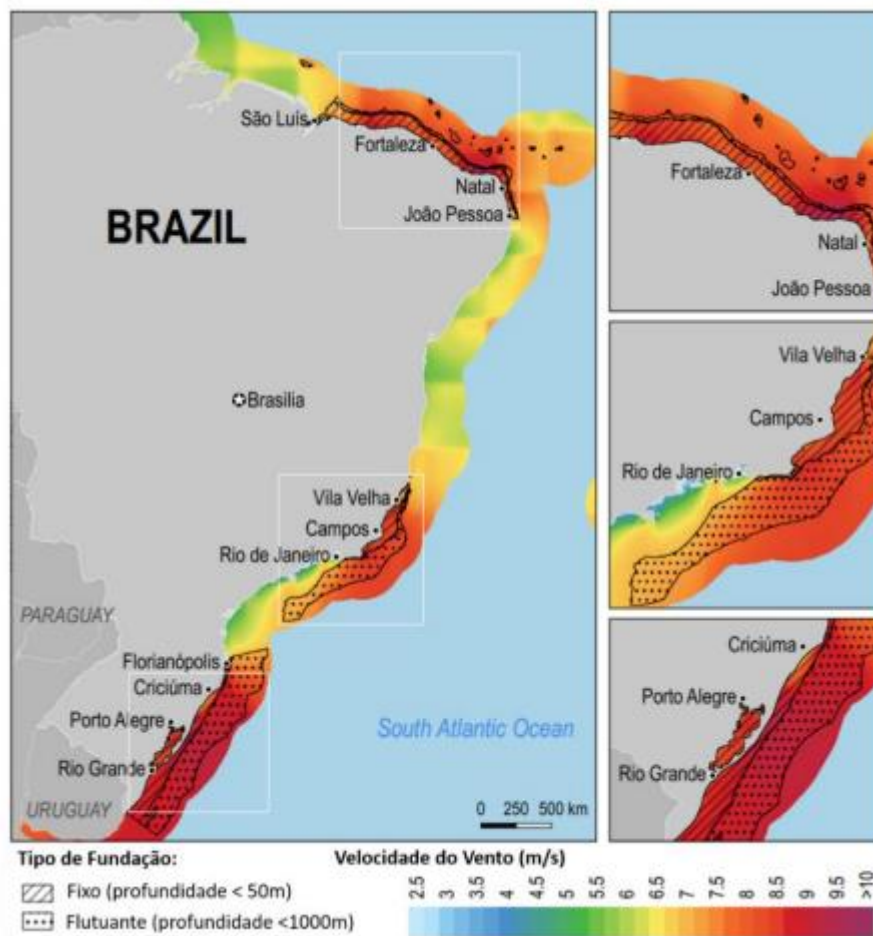 São Luís
Fortaleza
Natal
João Pessoa
BRAZIL
Brasilia
Vila Velha
Campos
Rio de Janeiro
PARAGUAY
Florianópolis
Criciúma
Porto Alegre
Rio Grande
URUGUAY
South Atlantic Ocean
0 250 500 km
Fortaleza
Natal
João Pessoa
Vila Velha
Campos
Rio de Janeiro
Criciúma
Porto Alegre
Rio Grande
Tipo de Fundação:
Fixo (profundidade < 50m)
Flutuante (profundidade <1000m)
Velocidade do Vento (m/s)
2.5 3 3.5 4 4.5 5 5.5 6 6.5 7 7.5 8 8.5 9 9.5 >10